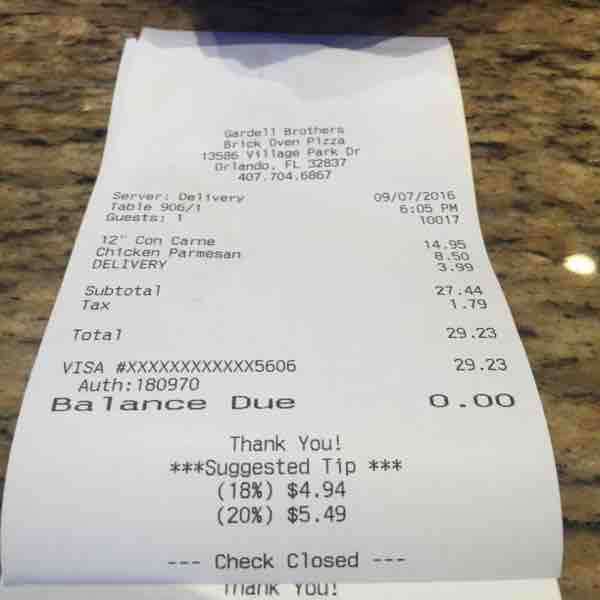 Gardell Brothers
Brick Oven Pizza
13586 Village Park Dr
Orlando, FL 32837
407.704.6867
Server: Delivery 09/07/2016
Table 906/1 6:05 PM
Guests: 1 10017
12" Con Carne 14.95
Chicken Parmesan 8.50
DELIVERY 3.99
Subtotal 27.44
Tax 1.79
Total 29.23
VISA #XXXXXXXXXXXX5606 29.23
Auth:180970
Balance Due 0.00
Thank You!
***Suggested Tip ***
(18%) $4.94
(20%) $5.49
--- Check Closed ---
Thank You!